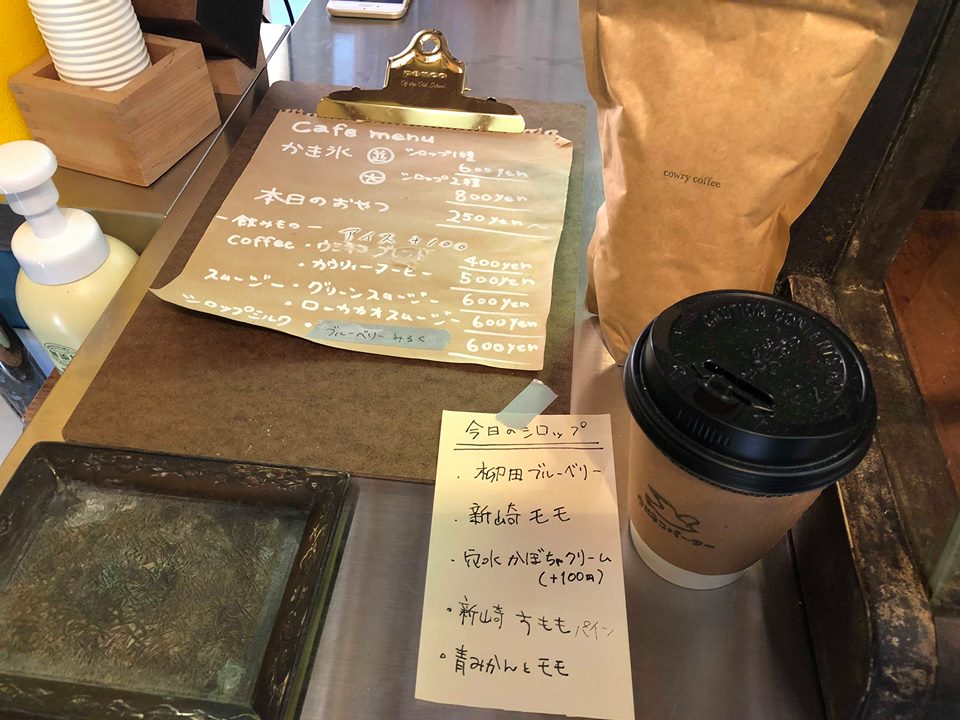 Cafe menu
かき氷 並 シロップ1種
600yen
大 シロップ2種
800yen
本日のおやつ
250yen〜
ー飲みものー アイス +100
coffee・ウミネコブレンド 400yen
・カウリィーコーヒー 500yen
スムージー・グリーンスムージー 600yen
・ローカカオスムージー 600yen
シロップミルク・ブルーベリーみるく 600yen
cowry coffee
今日のシロップ
・柳田ブルーベリー
・新崎 モモ
・穴水 かぼちゃクリーム
(+100円)
・新崎 すもも パイン
・青みかんとモモ